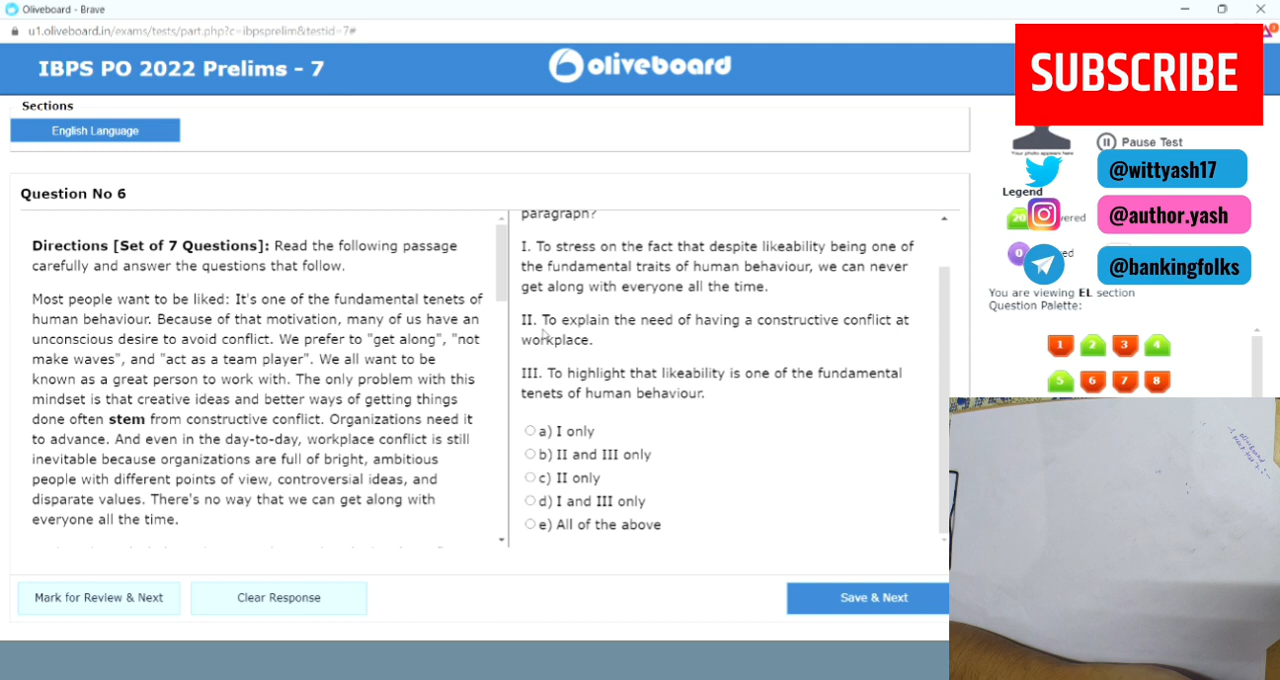 Oliveboard - Brave
u1.oliveboard.in/exams/tests/part.php?c=ibpsprelim&testid=7#
IBPS PO 2022 Prelims - 7
oliveboard
SUBSCRIBE
Sections
English Language
Your photo appears here
Pause Test
@wittyash17
Legend
20
vered
@author.yash
0
ed
@bankingfolks
You are viewing EL section
Question Palette:
1 2 3 4
5 6 7 8
Question No 6
Directions [Set of 7 Questions]: Read the following passage
carefully and answer the questions that follow.
Most people want to be liked: It's one of the fundamental tenets of
human behaviour. Because of that motivation, many of us have an
unconscious desire to avoid conflict. We prefer to "get along", "not
make waves", and "act as a team player". We all want to be
known as a great person to work with. The only problem with this
mindset is that creative ideas and better ways of getting things
done often stem from constructive conflict. Organizations need it
to advance. And even in the day-to-day, workplace conflict is still
inevitable because organizations are full of bright, ambitious
people with different points of view, controversial ideas, and
disparate values. There's no way that we can get along with
everyone all the time.
paragraph?
I. To stress on the fact that despite likeability being one of
the fundamental traits of human behaviour, we can never
get along with everyone all the time.
II. To explain the need of having a constructive conflict at
workplace.
III. To highlight that likeability is one of the fundamental
tenets of human behaviour.
a) I only
b) II and III only
c) II only
d) I and III only
e) All of the above
Mark for Review & Next
Clear Response
Save & Next